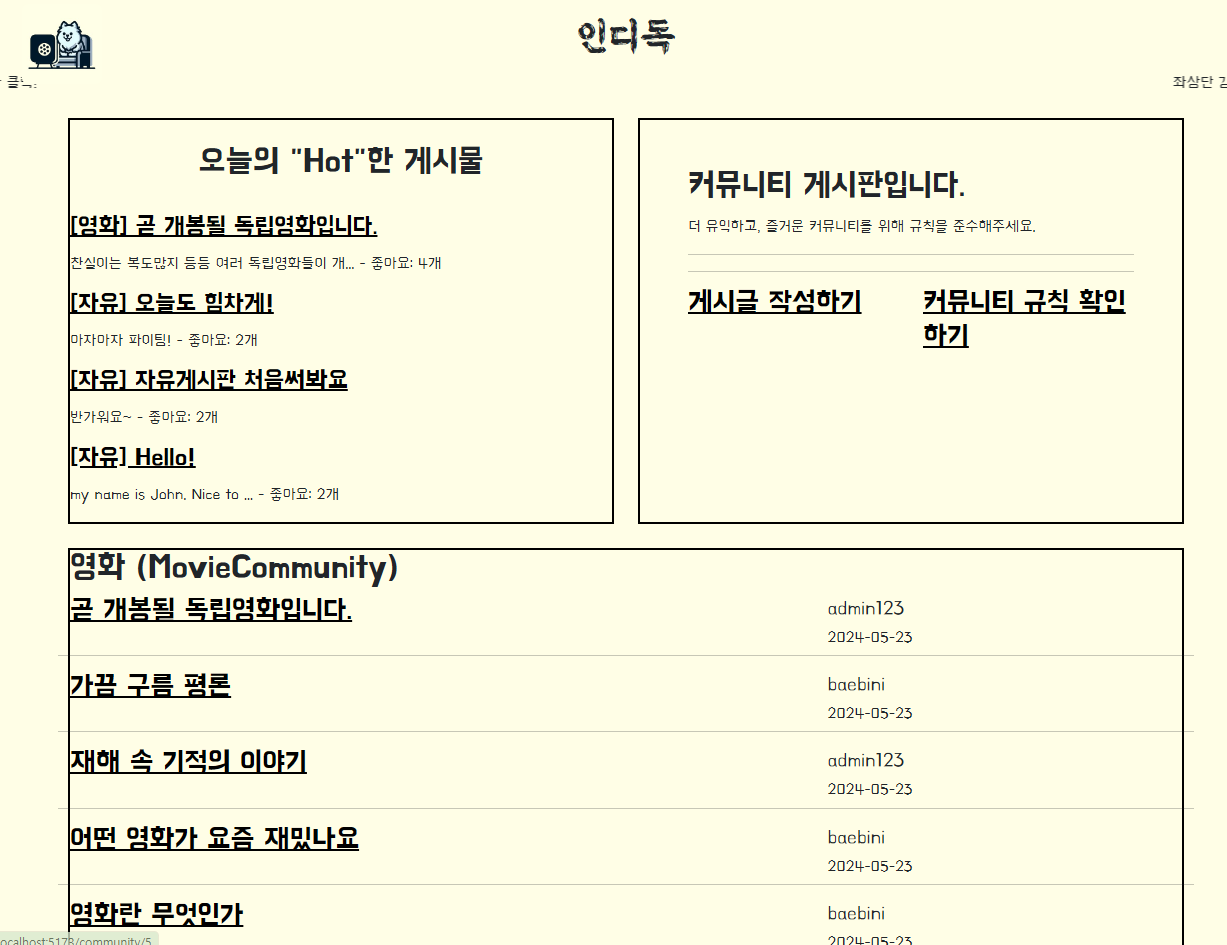 인디독
클릭!
좌상단
오늘의 "Hot"한 게시물
[영화] 곧 개봉될 독립영화입니다.
찬실이는 복도많지 등등 여러 독립영화들이 개... - 좋아요: 4개
[자유] 오늘도 힘차게!
마자마자 파이팅! - 좋아요: 2개
[자유] 자유게시판 처음써봐요
반가워요~ - 좋아요: 2개
[자유] Hello!
my name is John. Nice to ... - 좋아요: 2개
커뮤니티 게시판입니다.
더 유익하고, 즐거운 커뮤니티를 위해 규칙을 준수해주세요.
게시글 작성하기
커뮤니티 규칙 확인
하기
영화 (MovieCommunity)
곧 개봉될 독립영화입니다.
admin123
2024-05-23
가끔 구름 평론
baebini
2024-05-23
재해 속 기적의 이야기
admin123
2024-05-23
어떤 영화가 요즘 재밌나요
baebini
2024-05-23
영화란 무엇인가
baebini
2024-05-23
ocalhost:5173/community/5